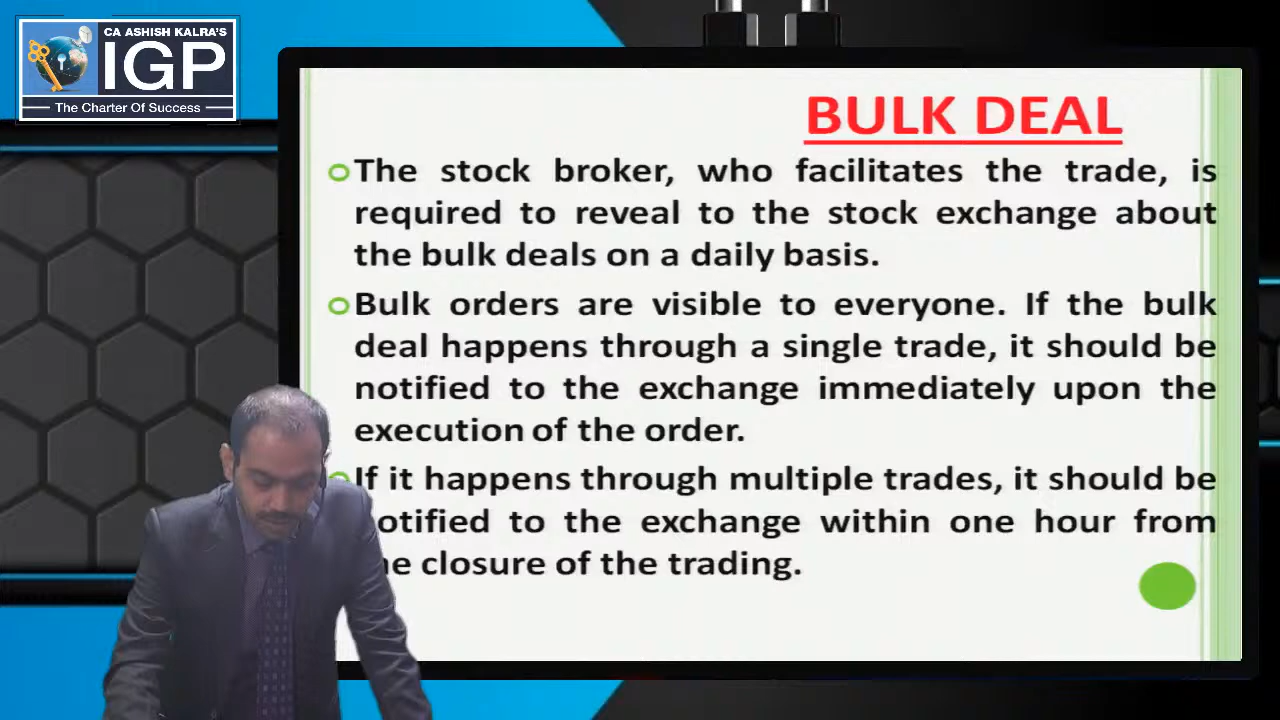 CA ASHISH KALRA'S
IGP
The Charter Of Success
BULK DEAL
The stock broker, who facilitates the trade, is
required to reveal to the stock exchange about
the bulk deals on a daily basis.
Bulk orders are visible to everyone. If the bulk
deal happens through a single trade, it should be
notified to the exchange immediately upon the
execution of the order.
If it happens through multiple trades, it should be
otified to the exchange within one hour from
he closure of the trading.